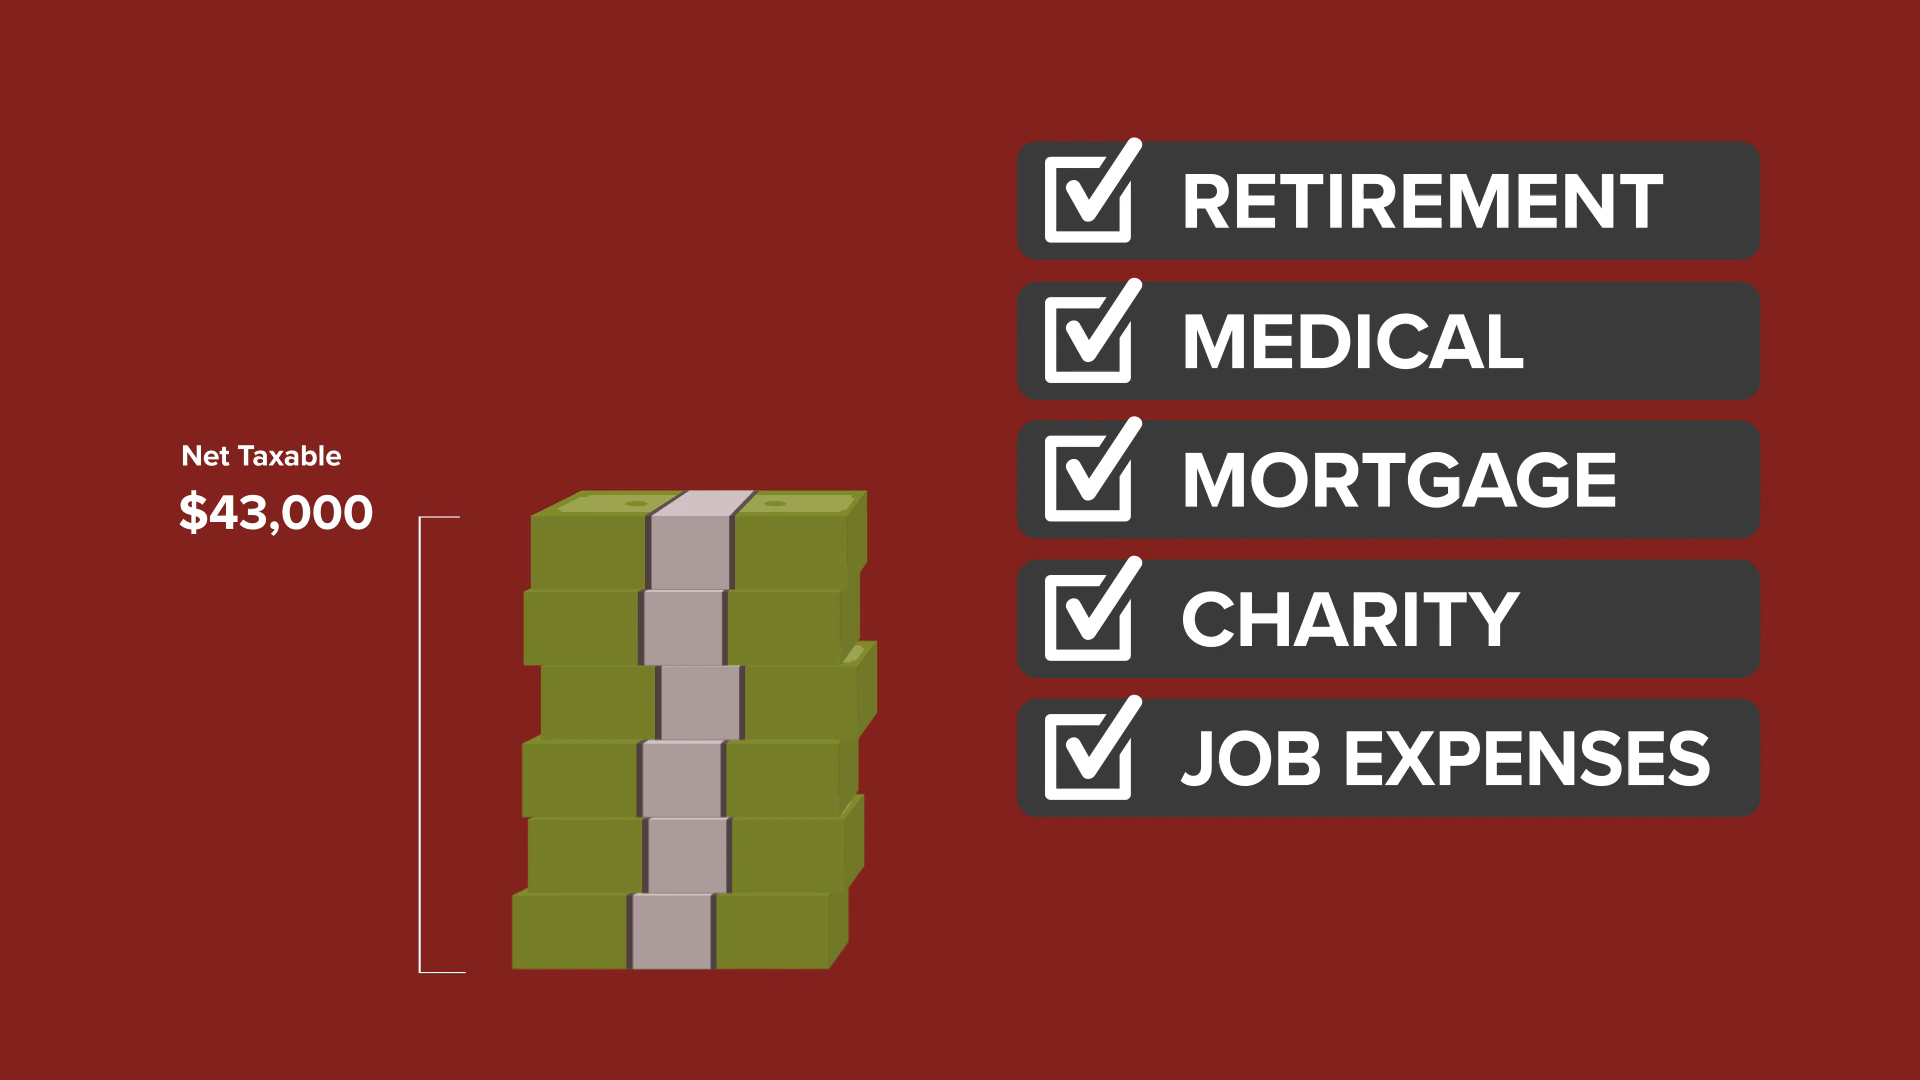 Net Taxable
$43,000
RETIREMENT
MEDICAL
MORTGAGE
CHARITY
JOB EXPENSES